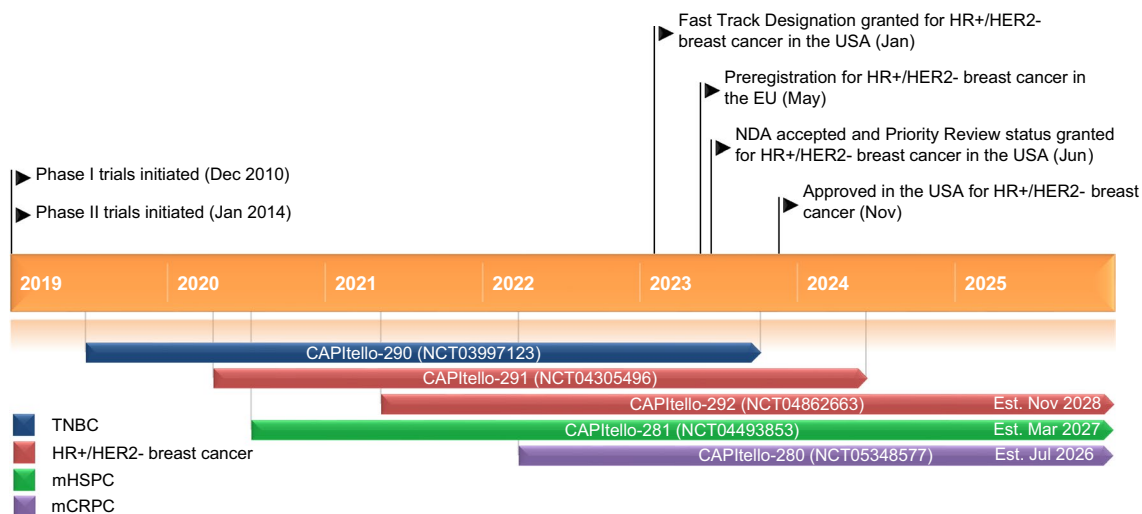 Fast Track Designation granted for HR+/HER2-
breast cancer in the USA (Jan)
Preregistration for HR+/HER2- breast cancer in
the EU (May)
NDA accepted and Priority Review status granted
for HR+/HER2- breast cancer in the USA (Jun)
Phase I trials initiated (Dec 2010)
Approved in the USA for HR+/HER2- breast
cancer (Nov)
Phase II trials initiated (Jan 2014)
2019 2020 2021 2022 2023 2024 2025
CAPItello-290 (NCT03997123)
CAPItello-291 (NCT04305496)
CAPItello-292 (NCT04862663) Est. Nov 2028
CAPItello-281 (NCT04493853) Est. Mar 2027
CAPItello-280 (NCT05348577) Est. Jul 2026
TNBC
HR+/HER2- breast cancer
mHSPC
mCRPC